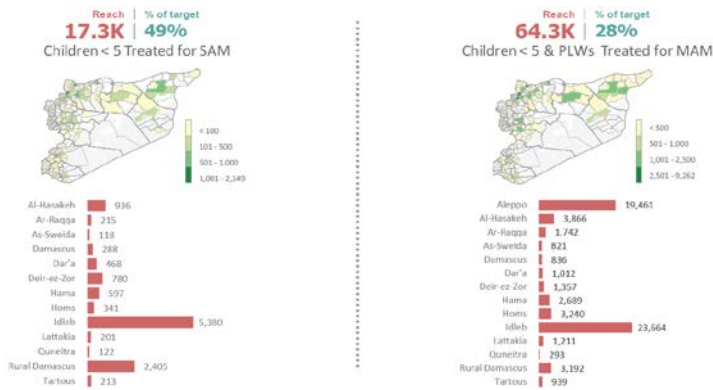 Reach % of target
17.3K 49%
Children < 5 Treated for SAM
< 100
101 - 500
501 - 1,000
1,001 - 2,349
Al-Hasakeh 936
Ar-Raqqa 215
As-Sweida 118
Damascus 288
Dar'a 468
Deir-ez-Zor 780
Hama 597
Homs 341
Idleb 5,380
Lattakia 201
Quneitra 122
Rural Damascus 2,405
Tartous 213
Reach % of target
64.3K 28%
Children < 5 & PLWs Treated for MAM
< 500
501 - 1,000
1,001 - 2,500
2,501 - 9,262
Aleppo 19,461
Al-Hasakeh 3,866
Ar-Raqqa 1,742
As-Sweida 821
Damascus 836
Dar'a 1,012
Deir-ez-Zor 1,357
Hama 2,689
Homs 3,240
Idleb 23,664
Lattakia 1,211
Quneitra 293
Rural Damascus 3,192
Tartous 939